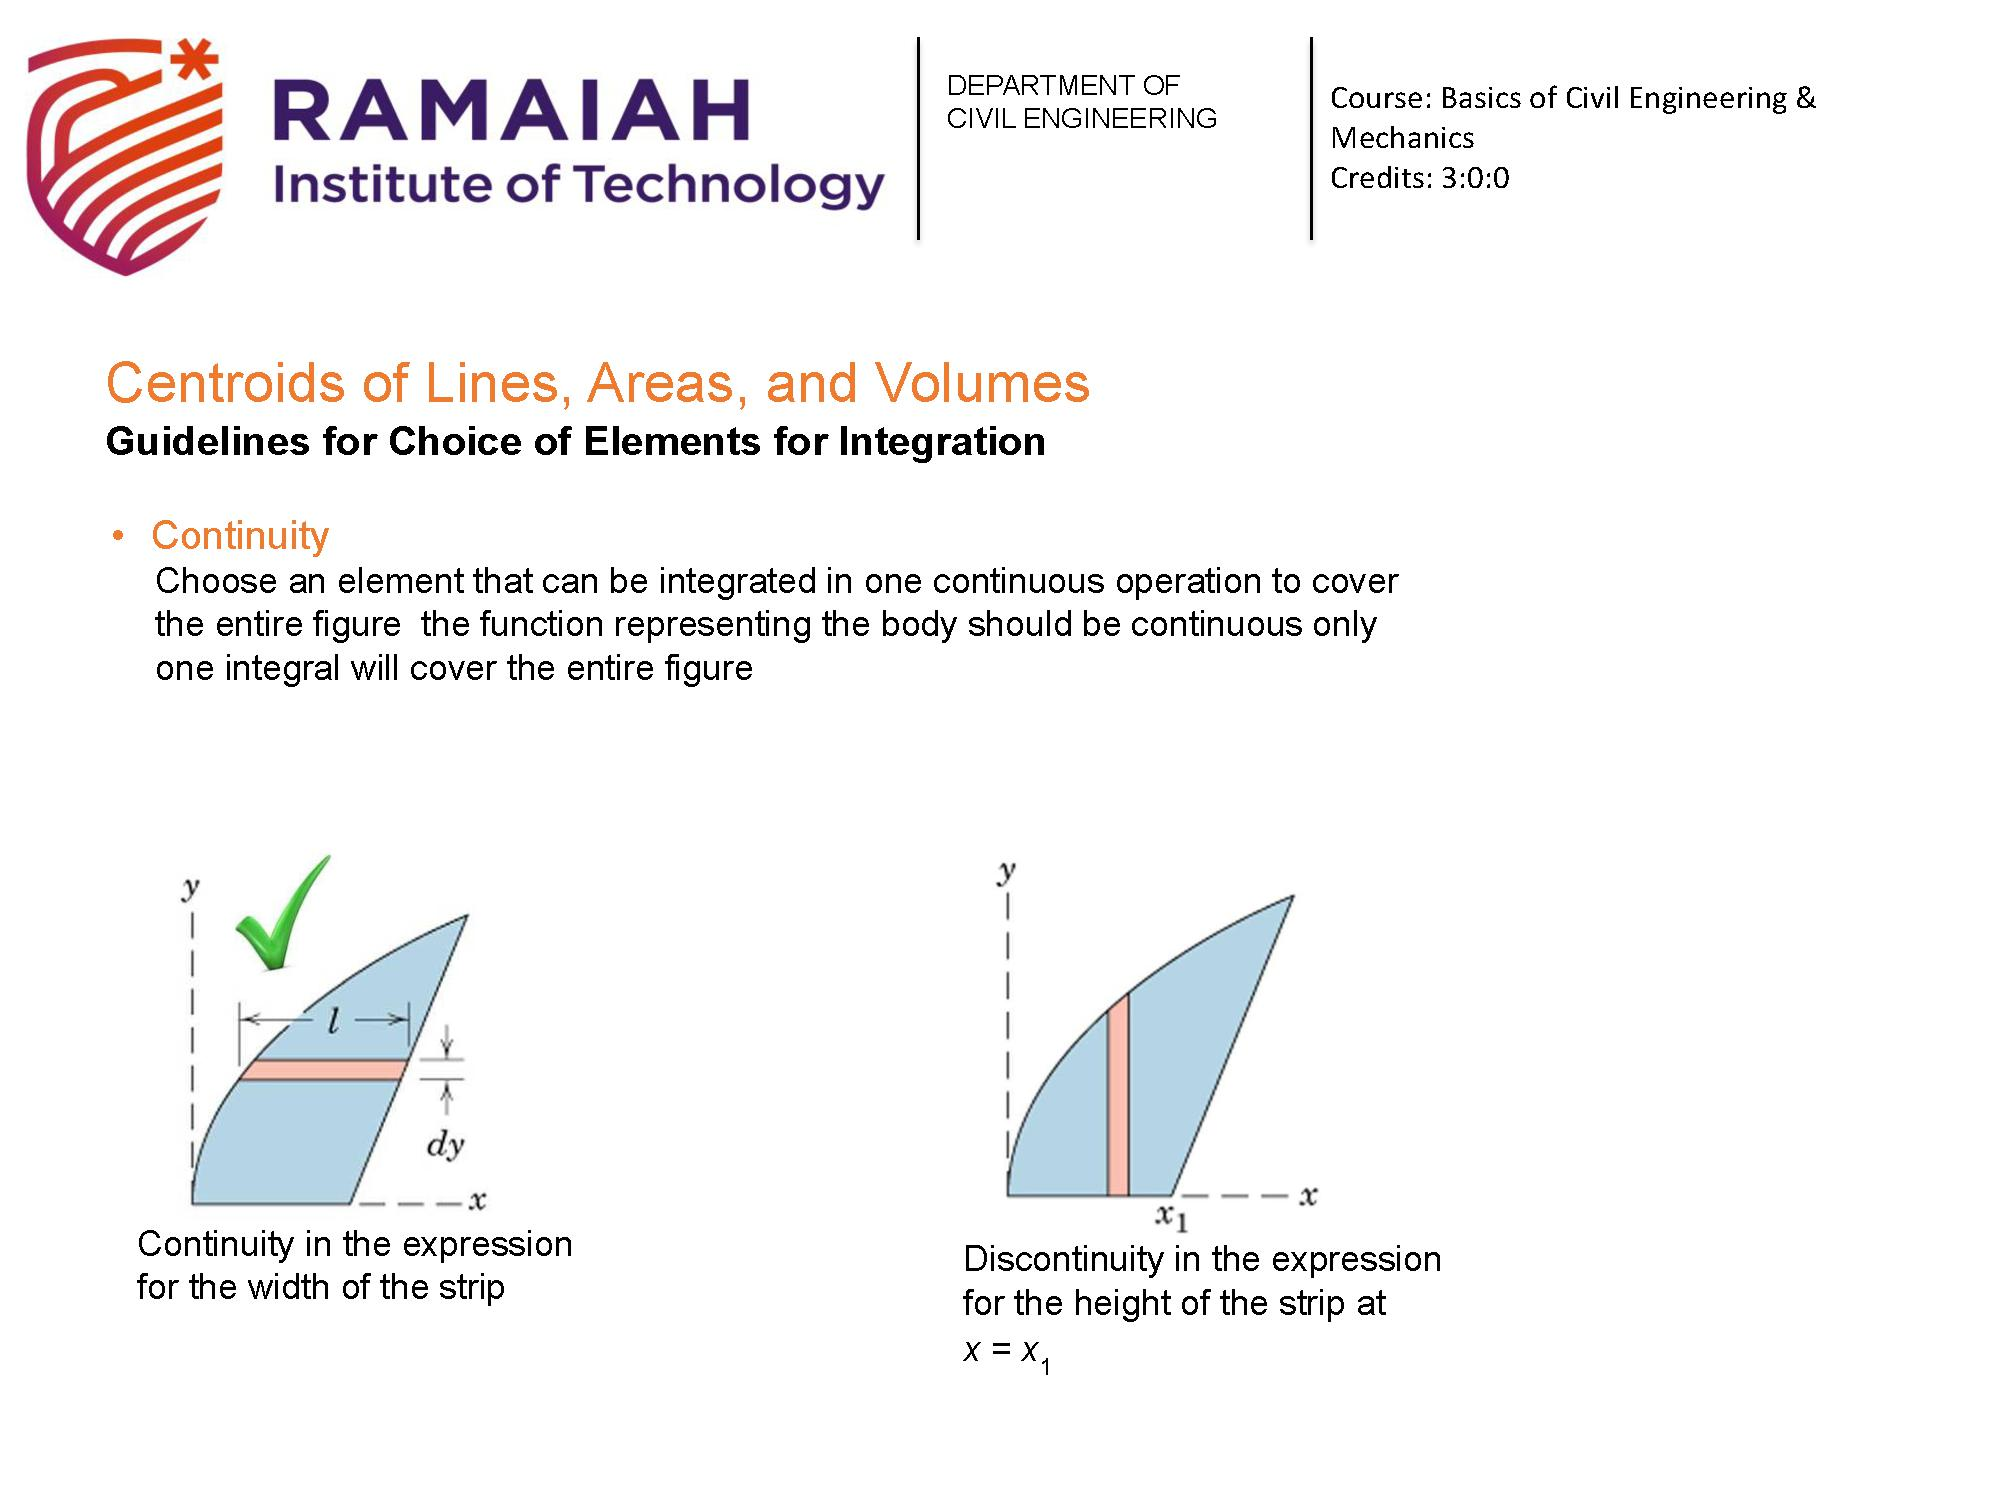 RAMAIAH
Institute of Technology
DEPARTMENT OF
CIVIL ENGINEERING
Course: Basics of Civil Engineering &
Mechanics
Credits: 3:0:0
Centroids of Lines, Areas, and Volumes
Guidelines for Choice of Elements for Integration
• Continuity
Choose an element that can be integrated in one continuous operation to cover
the entire figure  the function representing the body should be continuous only
one integral will cover the entire figure
y
l
dy
x
Continuity in the expression
for the width of the strip
y
x
x₁
Discontinuity in the expression
for the height of the strip at
x = x₁